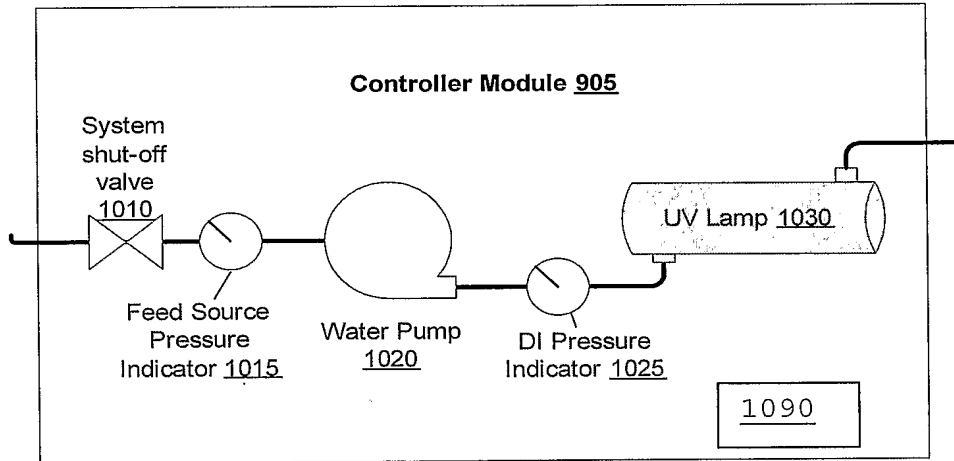 Controller Module 905
System
shut-off
valve
1010
UV Lamp 1030
Feed Source
Pressure
Indicator 1015
Water Pump
1020
DI Pressure
Indicator 1025
1090